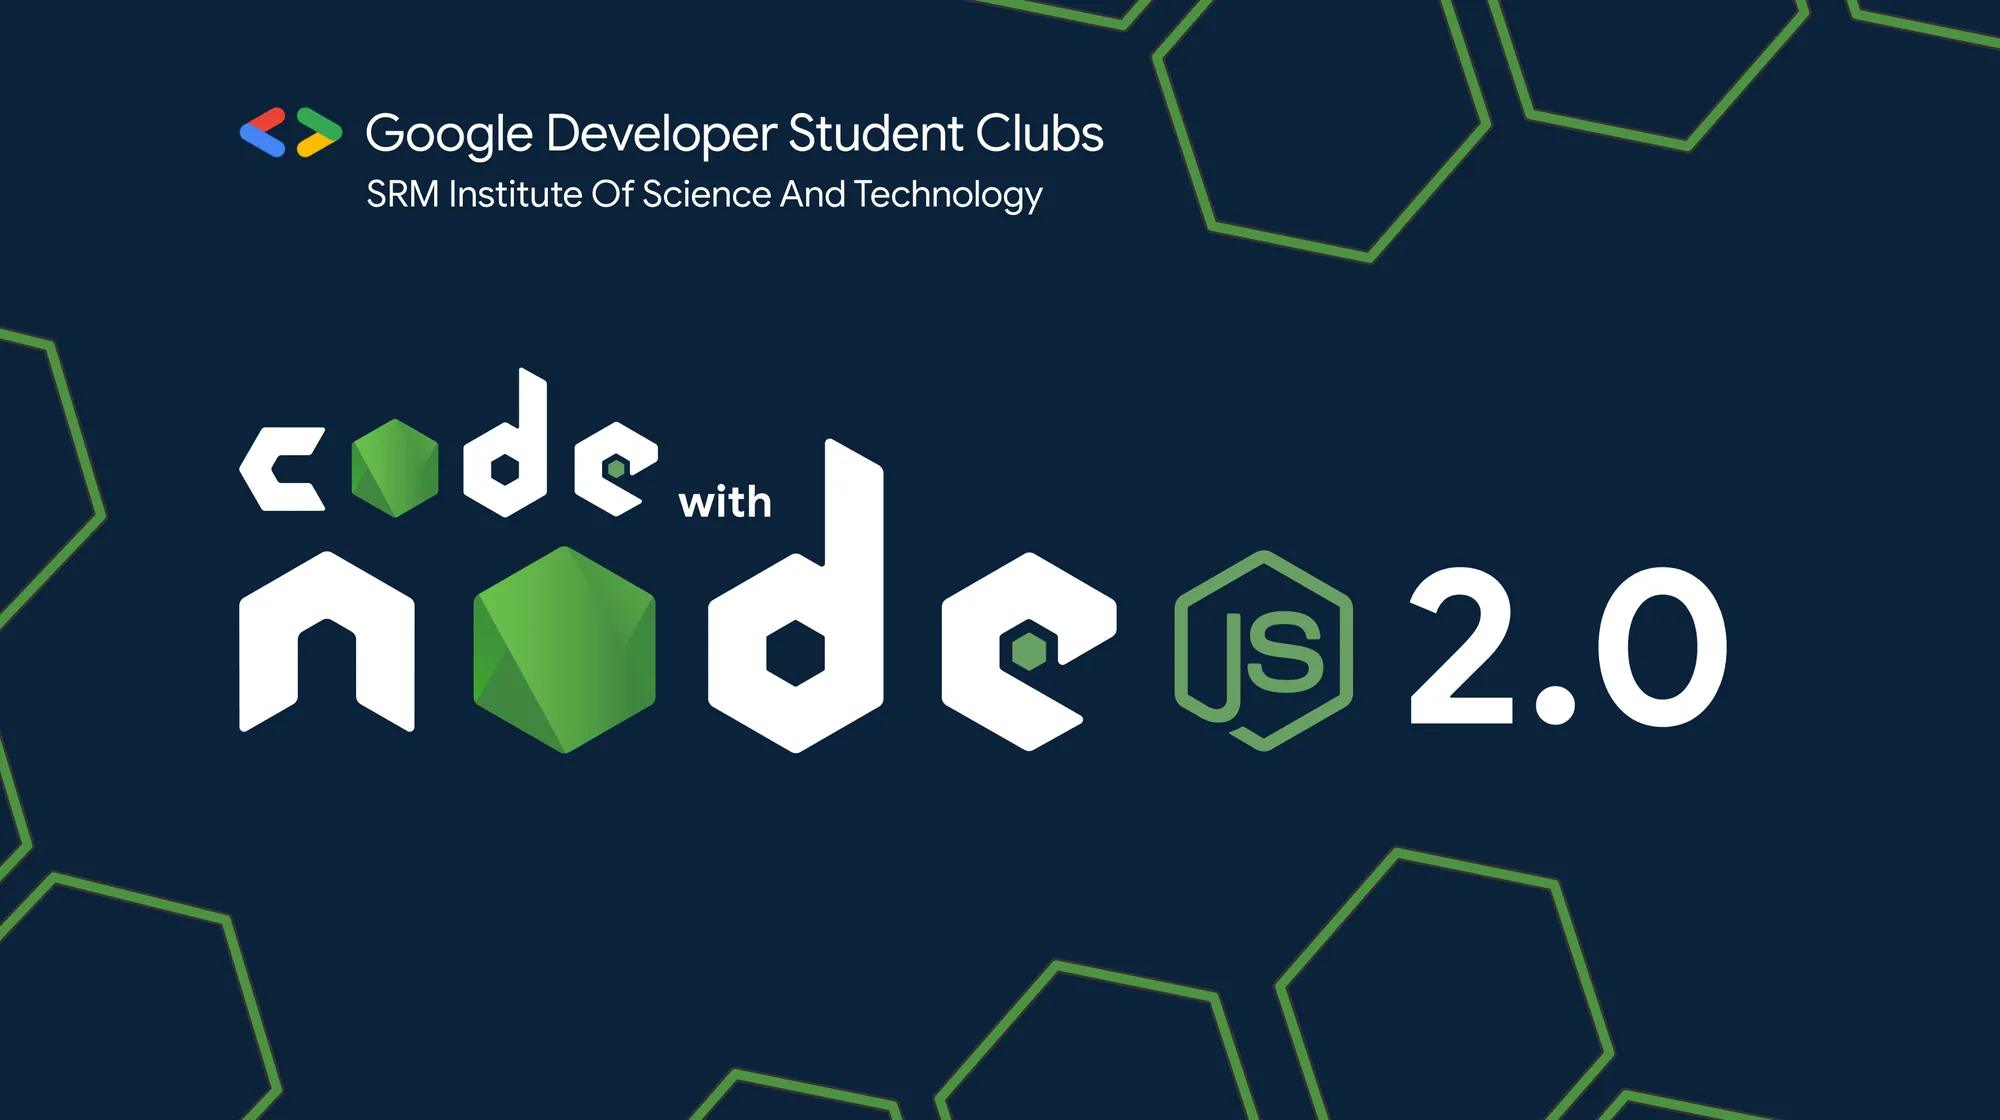 Google Developer Student Clubs
SRM Institute Of Science And Technology
code with
node JS 2.0